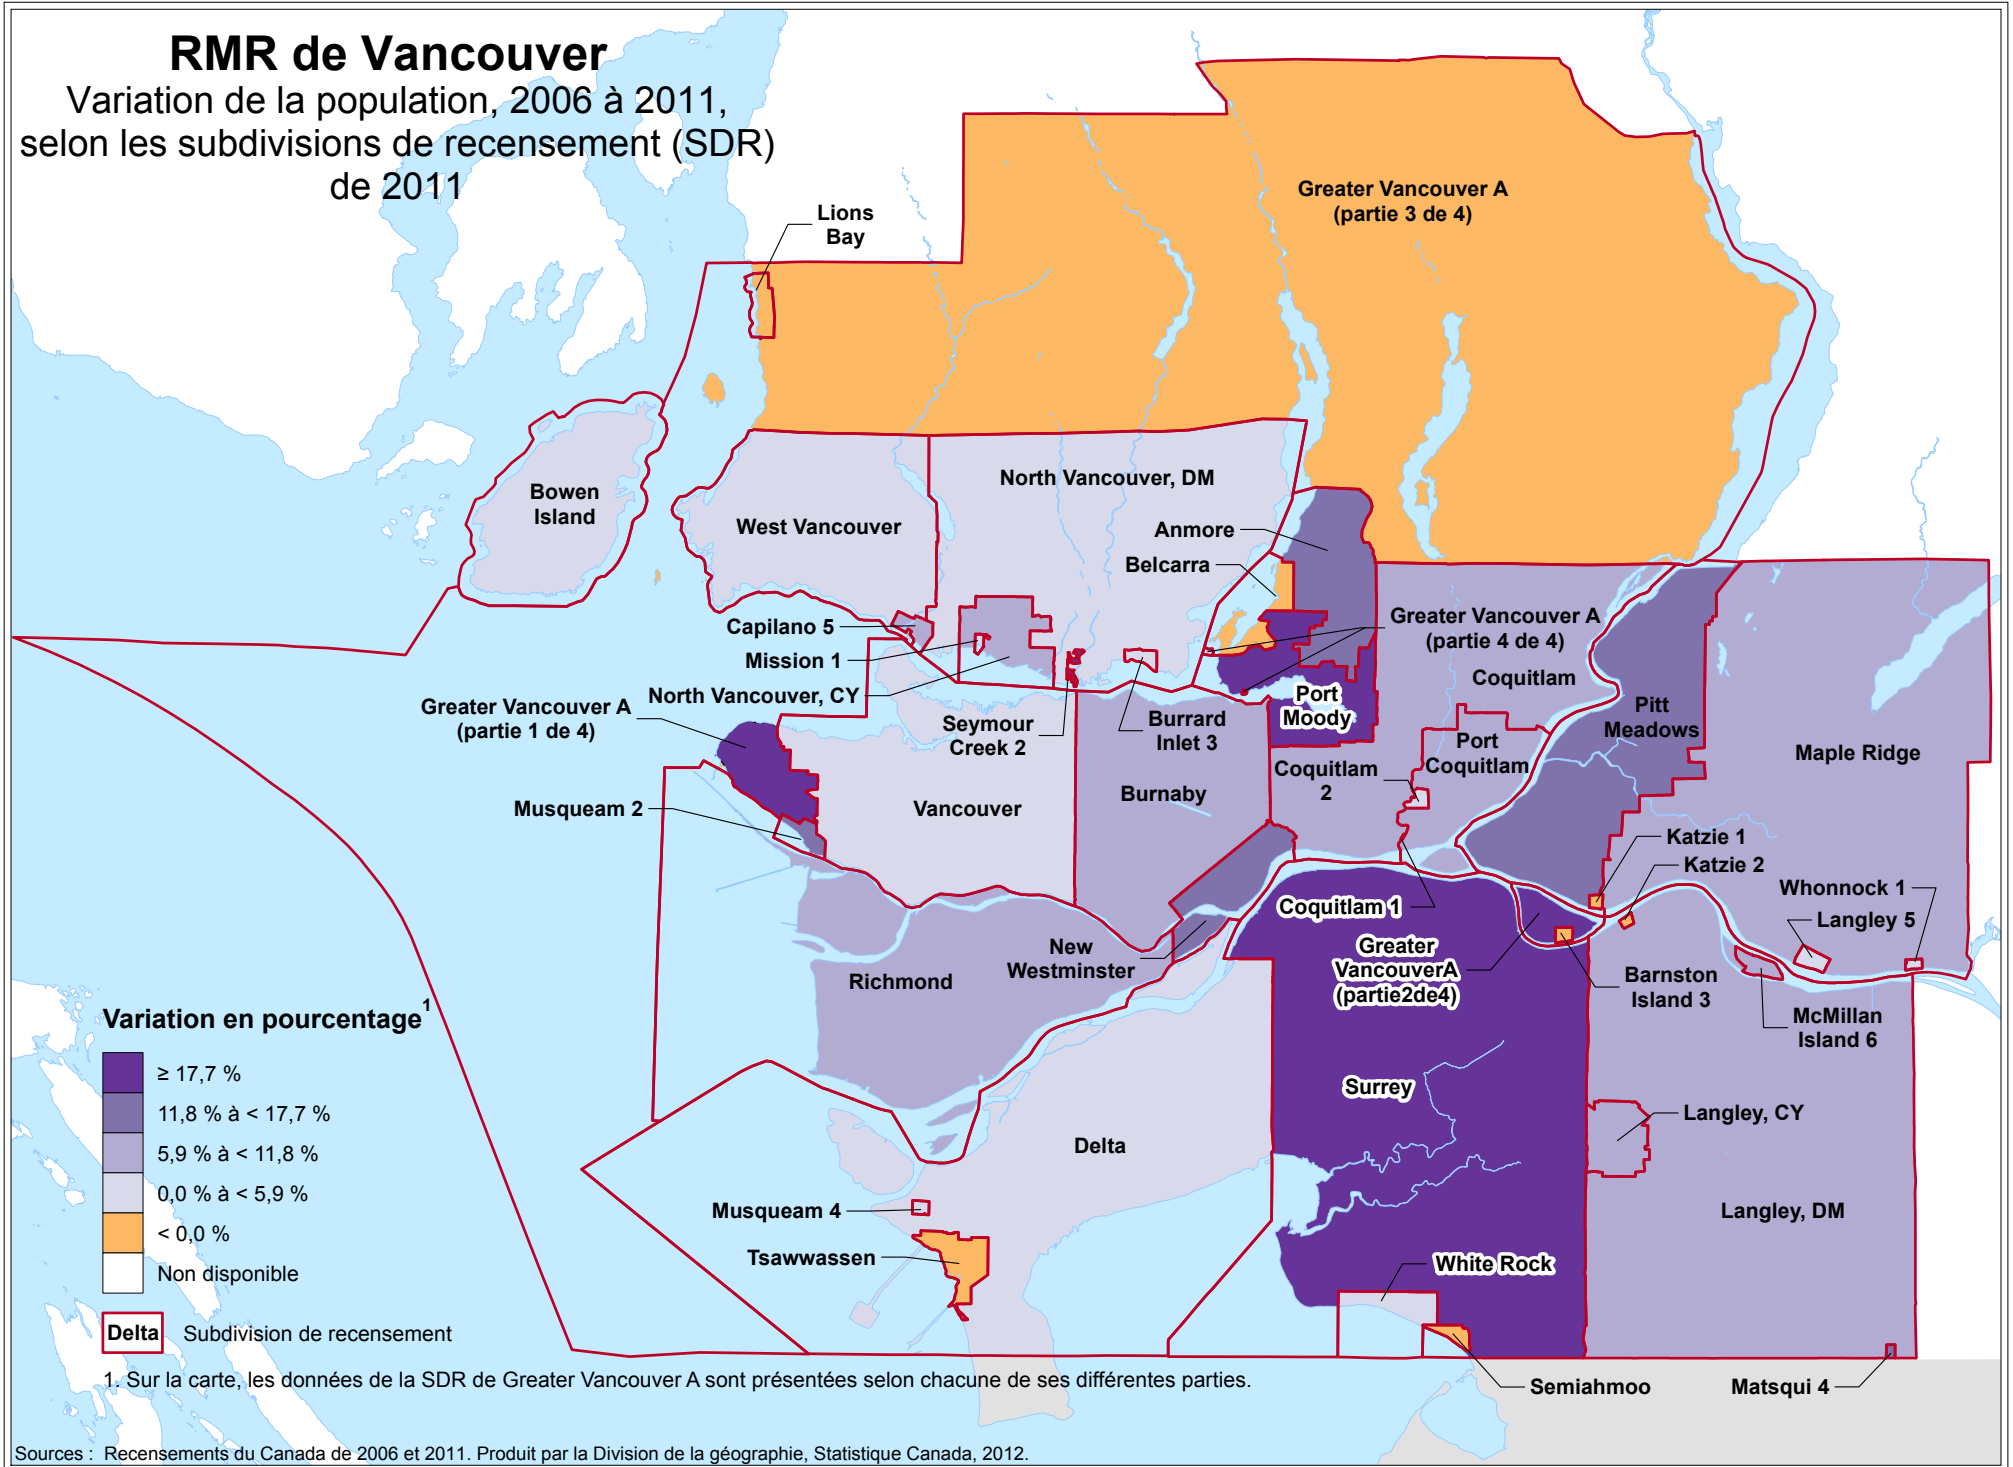 RMR de Vancouver
Variation de la population, 2006 à 2011,
selon les subdivisions de recensement (SDR)
de 2011
Greater Vancouver A
(partie 3 de 4)
Lions
Bay
Bowen
Island
West Vancouver
North Vancouver, DM
Anmore
Belcarra
Capilano 5
Mission 1
North Vancouver, CY
Greater Vancouver A
(partie 4 de 4)
Coquitlam
Greater Vancouver A
(partie 1 de 4)
Seymour
Creek 2
Burrard
Inlet 3
Port
Moody
Pitt
Meadows
Port
Coquitlam
Maple Ridge
Coquitlam
2
Musqueam 2
Vancouver
Burnaby
Katzie 1
Katzie 2
Whonnock 1
Langley 5
Coquitlam 1
New
Westminster
Greater
VancouverA
(partie2de4)
Richmond
Barnston
Island 3
McMillan
Island 6
Surrey
Langley, CY
Delta
Musqueam 4
Tsawwassen
Langley, DM
White Rock
Semiahmoo
Matsqui 4
Variation en pourcentage1
≥ 17,7 %
11,8 % à < 17,7 %
5,9 % à < 11,8 %
0,0 % à < 5,9 %
< 0,0 %
Non disponible
Delta Subdivision de recensement
1. Sur la carte, les données de la SDR de Greater Vancouver A sont présentées selon chacune de ses différentes parties.
Sources : Recensements du Canada de 2006 et 2011. Produit par la Division de la géographie, Statistique Canada, 2012.